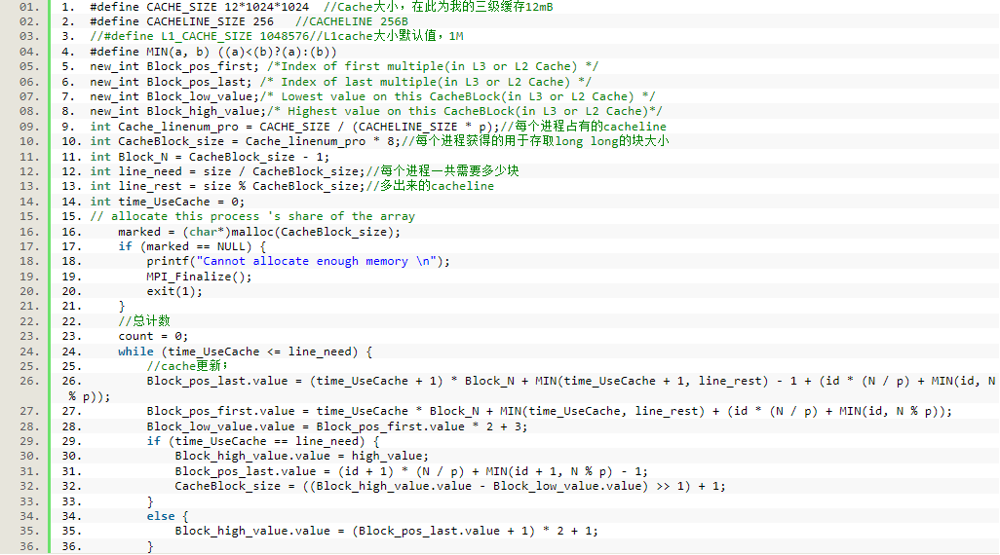 01. 1. #define CACHE_SIZE 12*1024*1024 //Cache大小，在此为我的三级缓存12mB
02. 2. #define CACHELINE_SIZE 256 //CACHELINE 256B
03. 3. //#define L1_CACHE_SIZE 1048576//L1cache大小默认值，1M
04. 4. #define MIN(a, b) ((a)<(b)?(a):(b))
05. 5. new_int Block_pos_first; /*Index of first multiple(in L3 or L2 Cache) */
06. 6. new_int Block_pos_last; /* Index of last multiple(in L3 or L2 Cache) */
07. 7. new_int Block_low_value;/* Lowest value on this CacheBLock(in L3 or L2 Cache) */
08. 8. new_int Block_high_value;/* Highest value on this CacheBLock(in L3 or L2 Cache)*/
09. 9. int Cache_linenum_pro = CACHE_SIZE / (CACHELINE_SIZE * p);//每个进程占有的cacheline
10. 10. int CacheBlock_size = Cache_linenum_pro * 8;//每个进程获得的用于存取long long的块大小
11. 11. int Block_N = CacheBlock_size - 1;
12. 12. int line_need = size / CacheBlock_size;//每个进程一共需要多少块
13. 13. int line_rest = size % CacheBlock_size;//多出来的cacheline
14. 14. int time_UseCache = 0;
15. 15. // allocate this process 's share of the array
16. 16. marked = (char*)malloc(CacheBlock_size);
17. 17. if (marked == NULL) {
18. 18. printf("Cannot allocate enough memory \n");
19. 19. MPI_Finalize();
20. 20. exit(1);
21. 21. }
22. 22. //总计数
23. 23. count = 0;
24. 24. while (time_UseCache <= line_need) {
25. 25. //cache更新；
26. 26. Block_pos_last.value = (time_UseCache + 1) * Block_N + MIN(time_UseCache + 1, line_rest) - 1 + (id * (N / p) + MIN(id, N
% p));
27. 27. Block_pos_first.value = time_UseCache * Block_N + MIN(time_UseCache, line_rest) + (id * (N / p) + MIN(id, N % p));
28. 28. Block_low_value.value = Block_pos_first.value * 2 + 3;
29. 29. if (time_UseCache == line_need) {
30. 30. Block_high_value.value = high_value;
31. 31. Block_pos_last.value = (id + 1) * (N / p) + MIN(id + 1, N % p) - 1;
32. 32. CacheBlock_size = ((Block_high_value.value - Block_low_value.value) >> 1) + 1;
33. 33. }
34. 34. else {
35. 35. Block_high_value.value = (Block_pos_last.value + 1) * 2 + 1;
36. 36. }